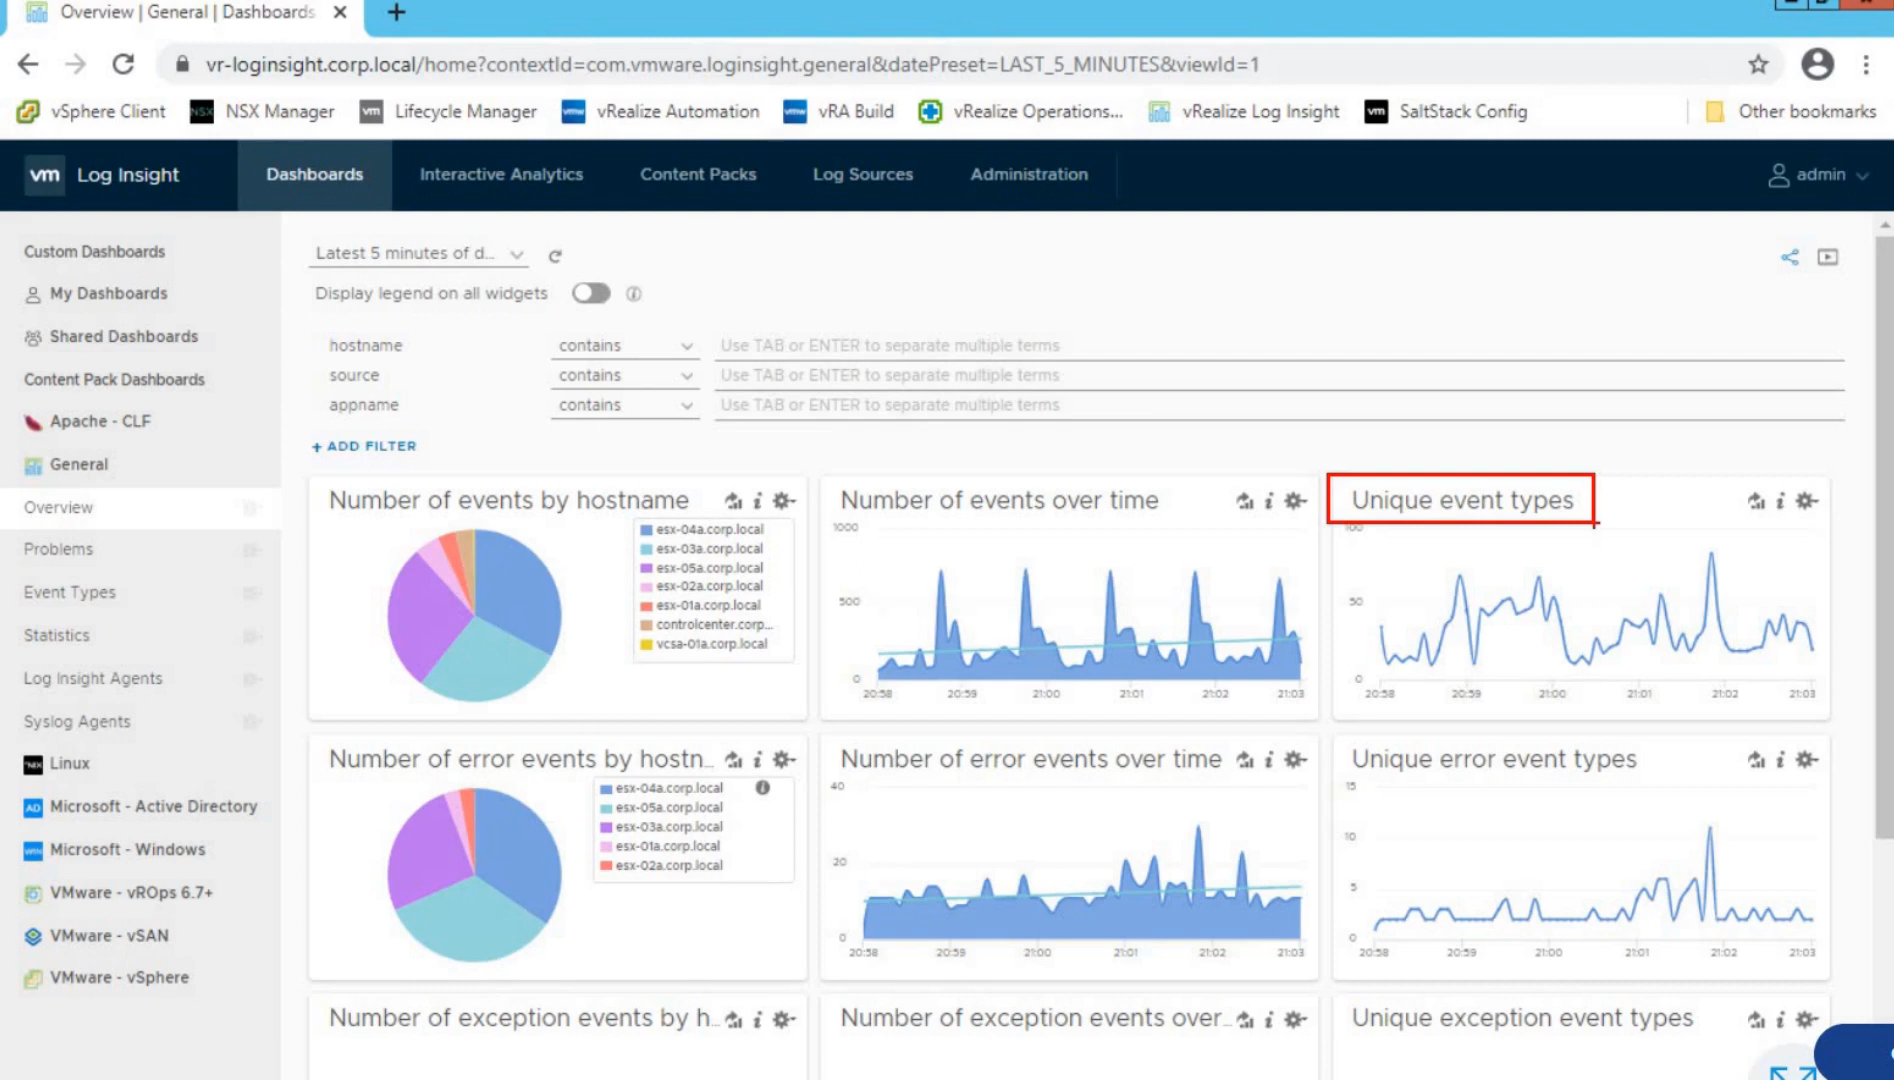 Overview | General | Dashboards
vr-loginsight.corp.local/home?contextId=com.vmware.loginsight.general&datePreset=LAST_5_MINUTES&viewId=1
vSphere Client NSX Manager Lifecycle Manager vRealize Automation vRA Build vRealize Operations... vRealize Log Insight SaltStack Config Other bookmarks
vm Log Insight Dashboards Interactive Analytics Content Packs Log Sources Administration admin
Custom Dashboards
My Dashboards
Shared Dashboards
Content Pack Dashboards
Apache - CLF
General
Overview
Problems
Event Types
Statistics
Log Insight Agents
Syslog Agents
Linux
Microsoft - Active Directory
Microsoft - Windows
VMware - vROps 6.7+
VMware - vSAN
VMware - vSphere
Latest 5 minutes of d...
Display legend on all widgets
hostname contains Use TAB or ENTER to separate multiple terms
source contains Use TAB or ENTER to separate multiple terms
appname contains Use TAB or ENTER to separate multiple terms
+ ADD FILTER
Number of events by hostname
esx-04a.corp.local
esx-03a.corp.local
esx-05a.corp.local
esx-02a.corp.local
esx-01a.corp.local
controlcenter.corp...
vcsa-01a.corp.local
Number of events over time
1000
500
0
20:58 20:59 21:00 21:01 21:02 21:03
Unique event types
100
50
0
20:58 20:59 21:00 21:01 21:02 21:03
Number of error events by hostn...
esx-04a.corp.local
esx-05a.corp.local
esx-03a.corp.local
esx-01a.corp.local
esx-02a.corp.local
Number of error events over time
40
20
0
20:58 20:59 21:00 21:01 21:02 21:03
Unique error event types
15
10
5
0
20:58 20:59 21:00 21:01 21:02 21:03
Number of exception events by h...
Number of exception events over...
Unique exception event types